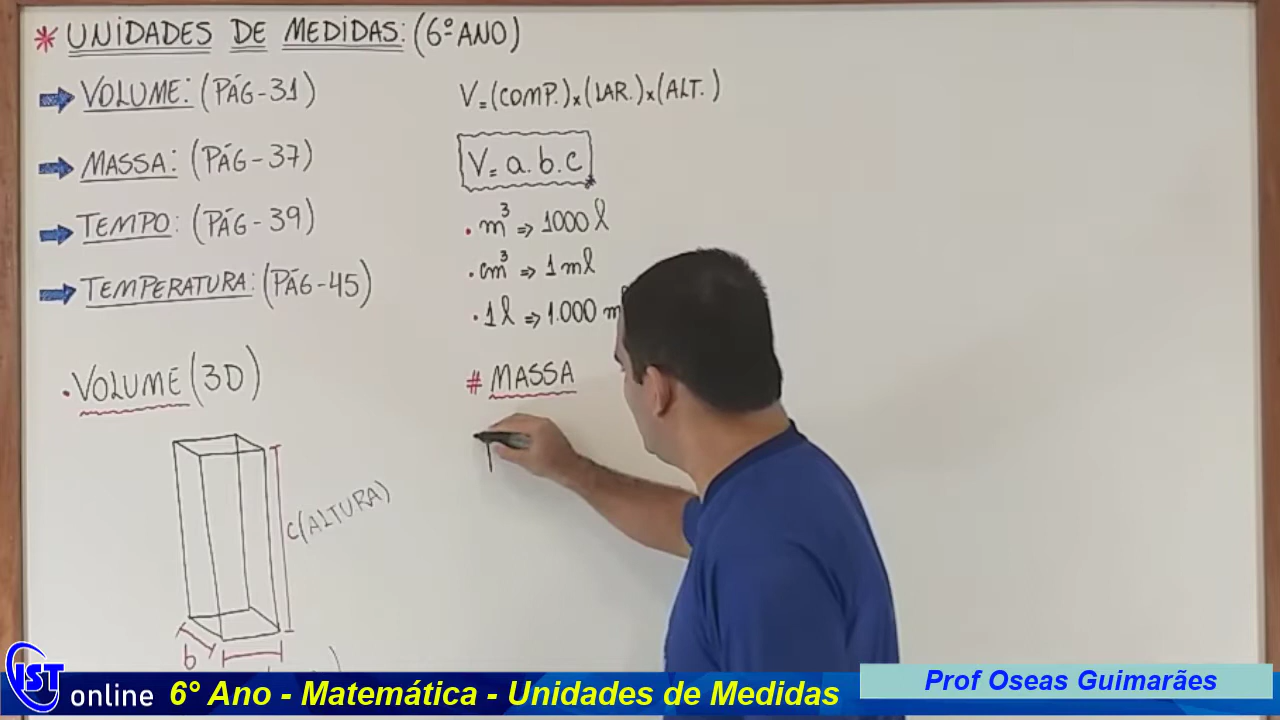 * UNIDADES DE MEDIDAS: (6º ANO)
VOLUME: (PÁG-31)
MASSA: (PÁG-37)
TEMPO: (PÁG-39)
TEMPERATURA: (PÁG-45)
• VOLUME (3D)
C (ALTURA)
b
V = (COMP.) x (LAR.) x (ALT.)
V = a.b.c
• m³ => 1000 l
• cm³ => 1 ml
• 1 l => 1.000 m
# MASSA
IST online
6° Ano - Matemática - Unidades de Medidas
Prof Oseas Guimarães